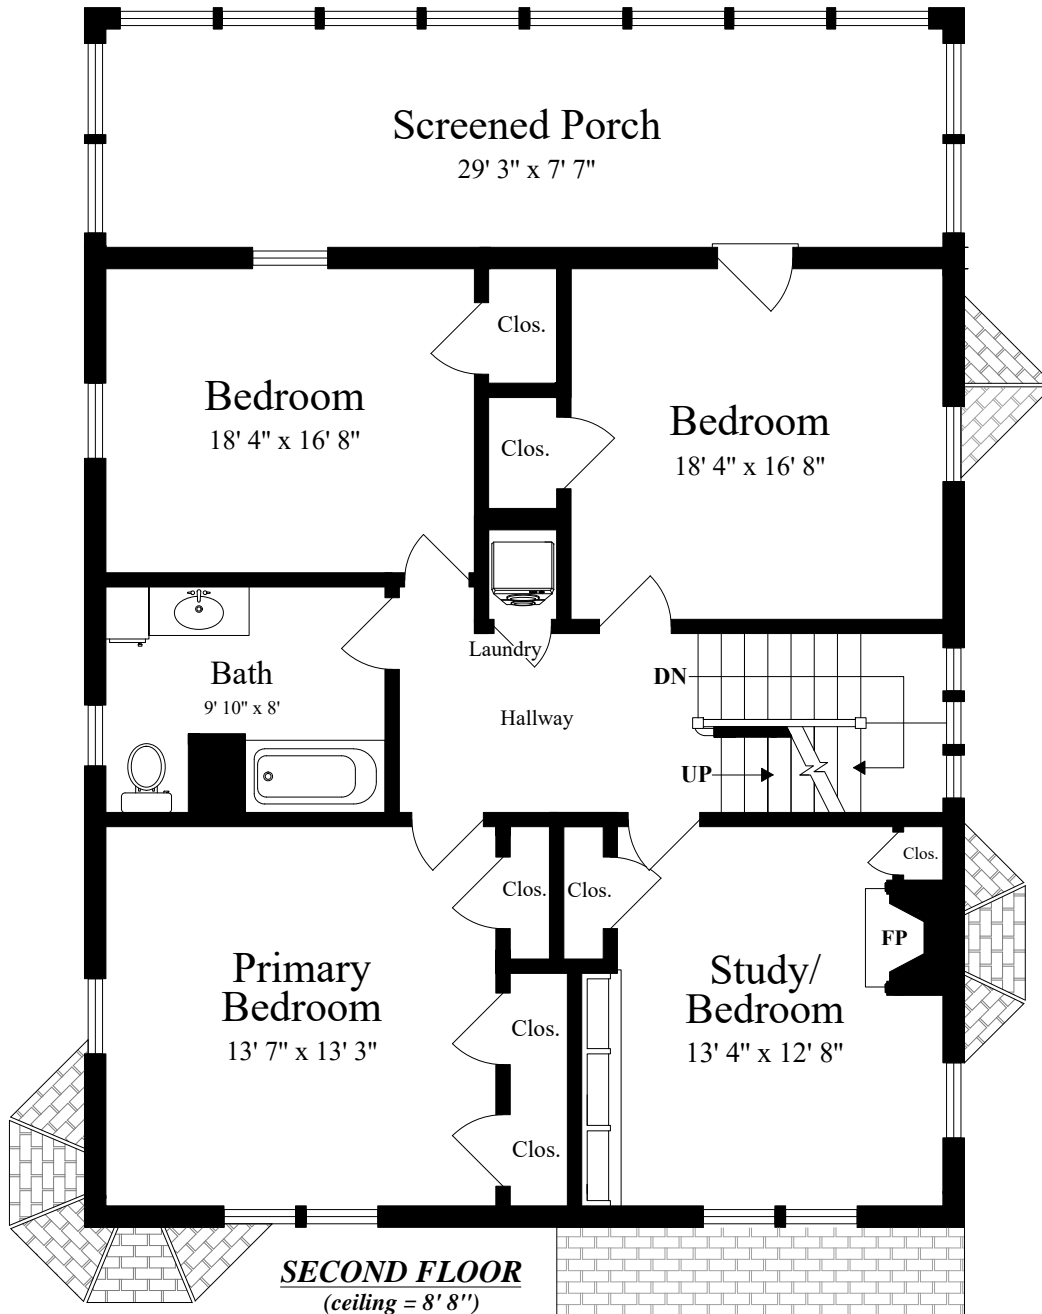 Screened Porch
29' 3" x 7' 7"
Clos.
Bedroom
18' 4" x 16' 8"
Clos.
Bedroom
18' 4" x 16' 8"
Laundry
Bath
9' 10" x 8'
Hallway
DN
UP
Clos.
Clos.
Clos.
FP
Primary
Bedroom
13' 7" x 13' 3"
Study/
Bedroom
13' 4" x 12' 8"
Clos.
Clos.
SECOND FLOOR
(ceiling = 8' 8")